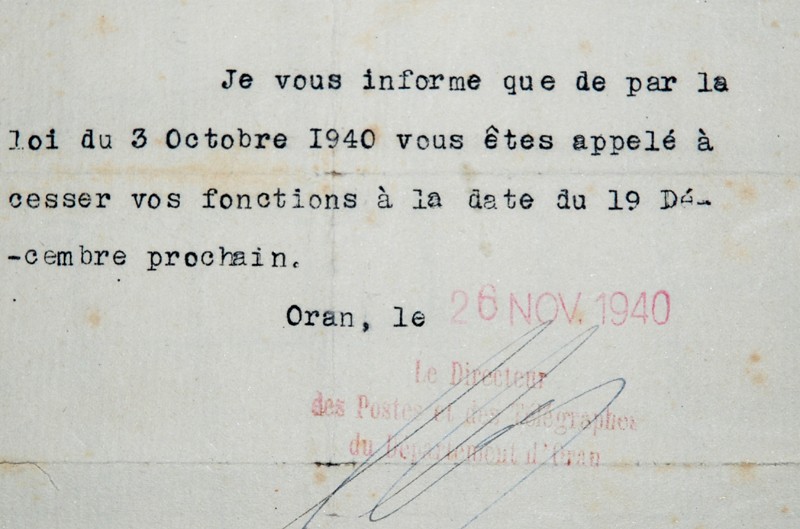 Je vous informe que de par la
loi du 3 Octobre I940 vous êtes appelé à
cesser vos fonctions à la date du 19 Dé-
-cembre prochain.
Oran, le 26 NOV. 1940
Le Directeur
des Postes et des Télégraphes
du Département d'Oran